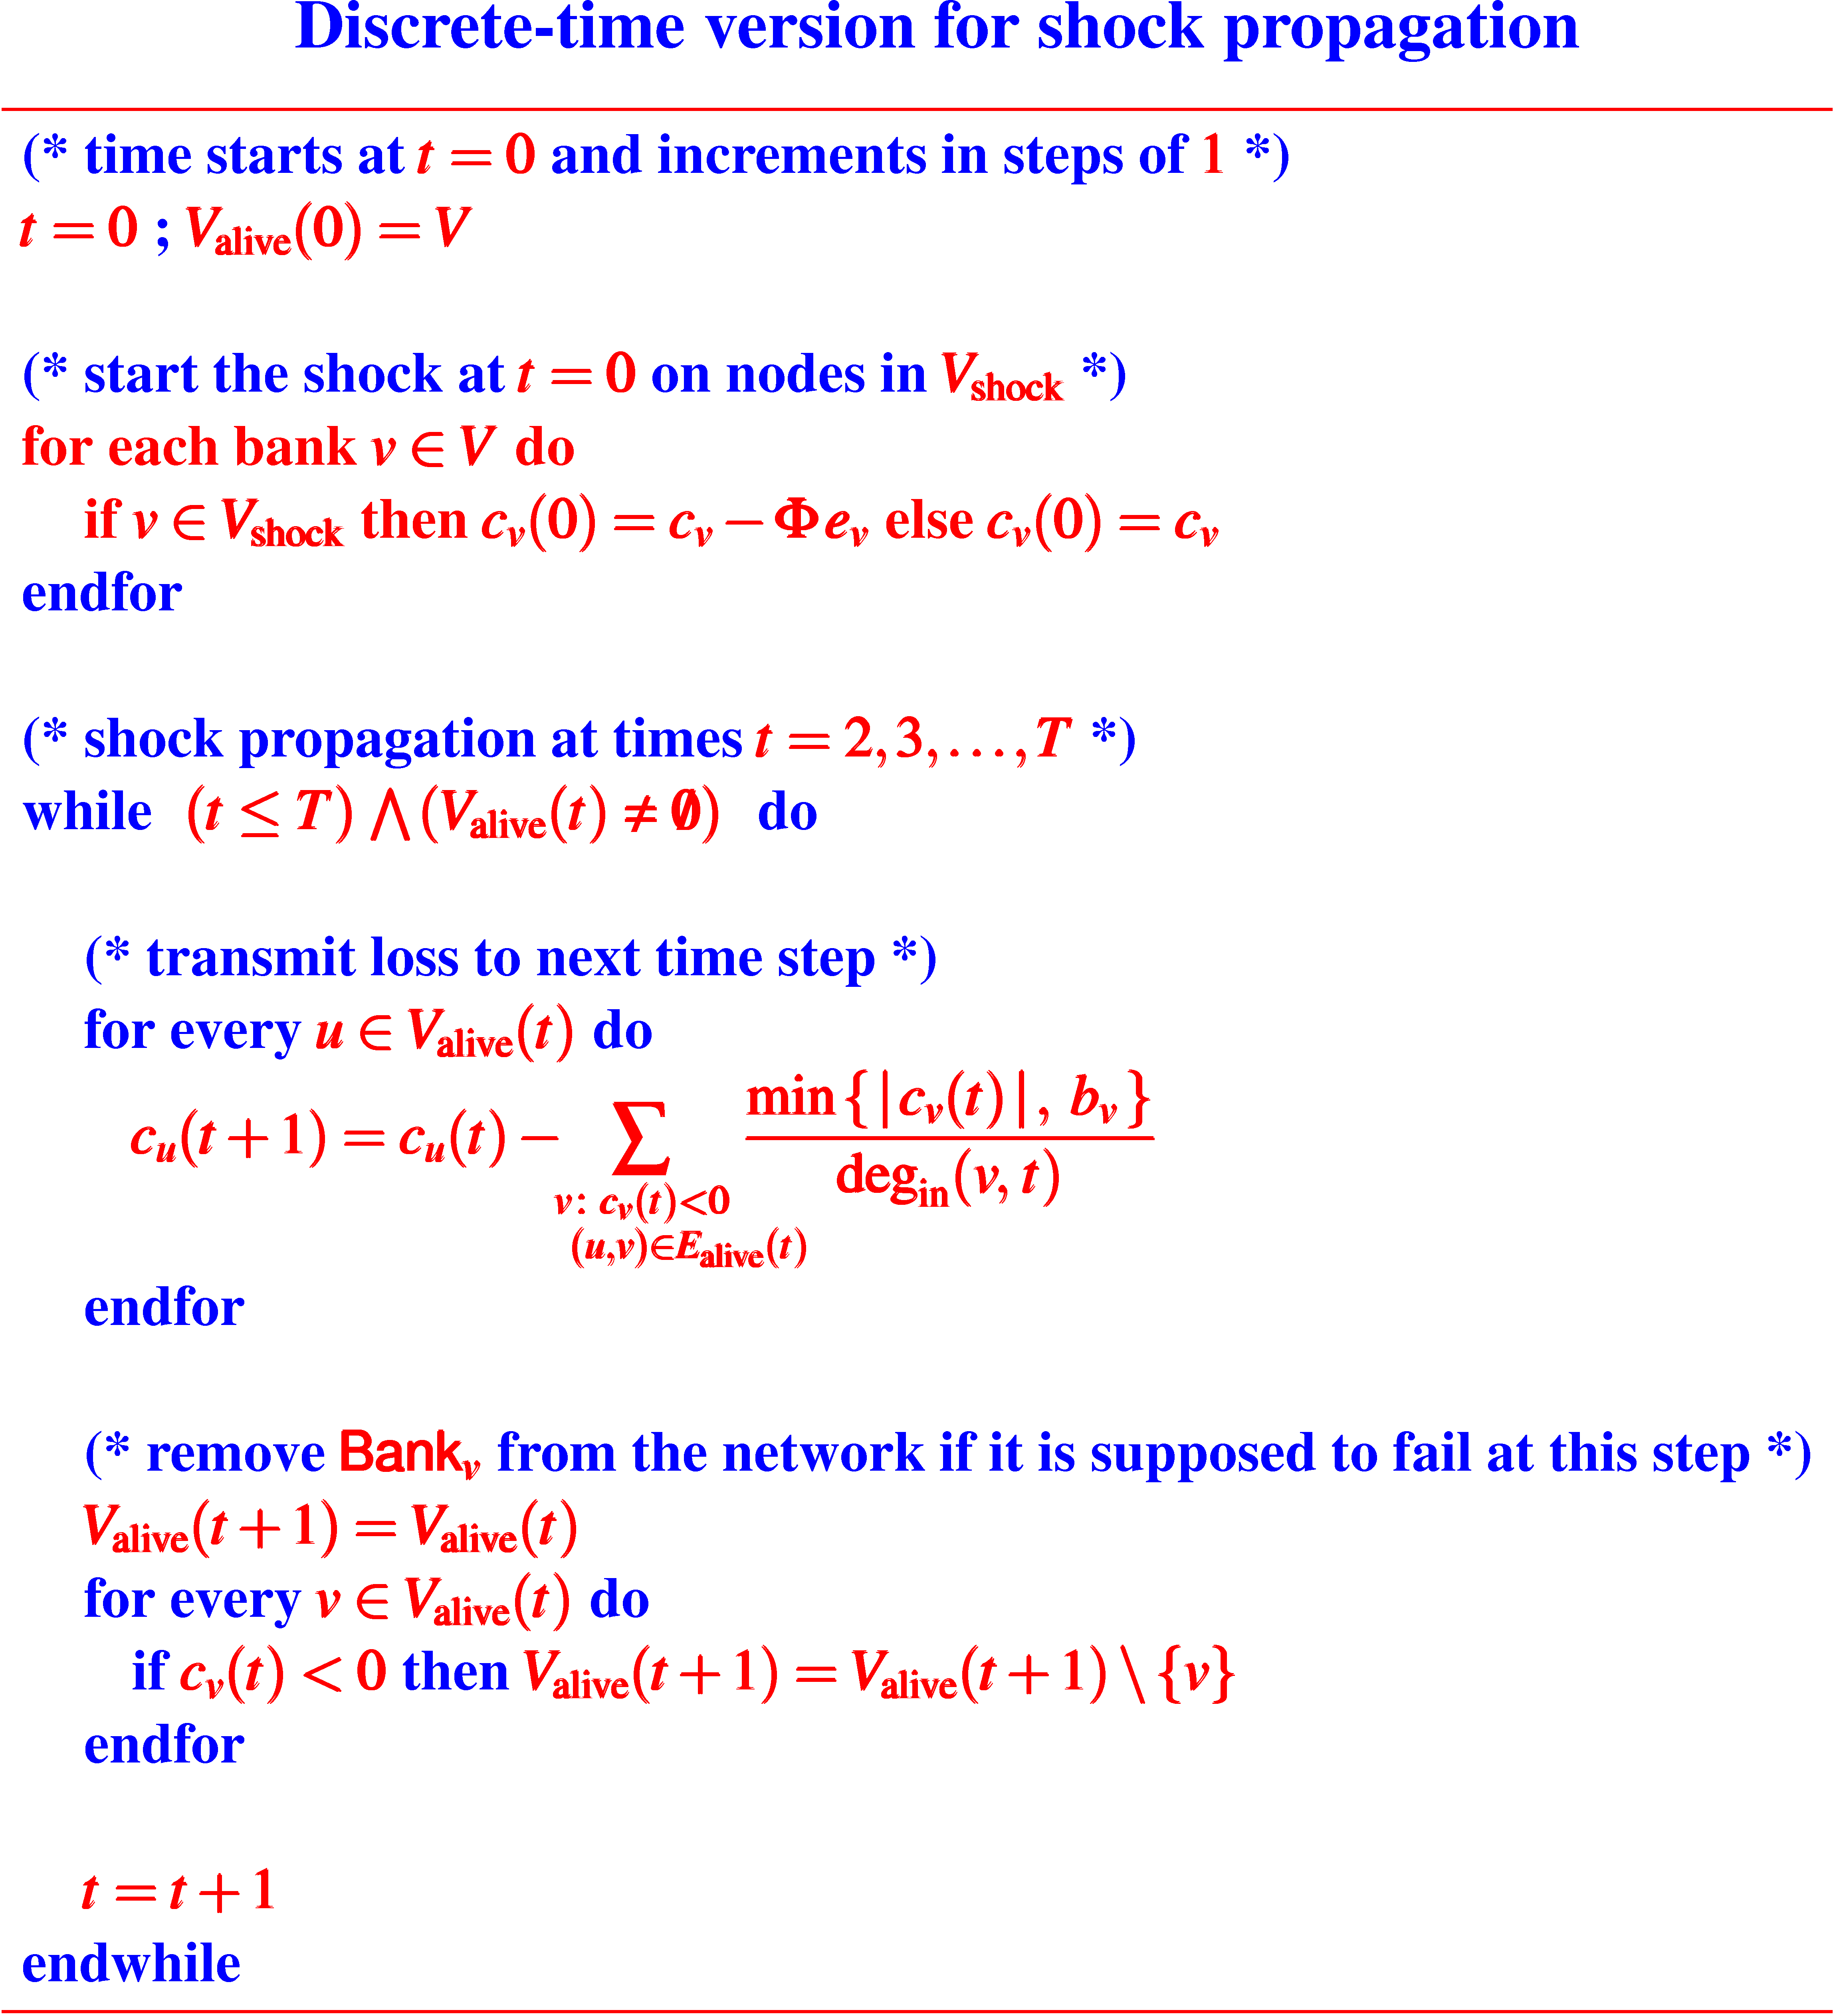 Discrete-time version for shock propagation
(* time starts at t = 0 and increments in steps of 1 *)
t = 0 ; V_alive(0) = V
(* start the shock at t = 0 on nodes in V_shock *)
for each bank v ∈ V do
if v ∈ V_shock then c_v(0) = c_v − Φ e_v else c_v(0) = c_v
endfor
(* shock propagation at times t = 2, 3, …, T *)
while (t ≤ T) ⋀ (V_alive(t) ≠ ∅) do
(* transmit loss to next time step *)
for every u ∈ V_alive(t) do
c_u(t + 1) = c_u(t) − ∑_{v: c_v(t)<0, (u,v)∈E_alive(t)} min{ |c_v(t)|, b_v } / deg_in(v, t)
endfor
(* remove Bank_v from the network if it is supposed to fail at this step *)
V_alive(t + 1) = V_alive(t)
for every v ∈ V_alive(t) do
if c_v(t) < 0 then V_alive(t + 1) = V_alive(t + 1) \ {v}
endfor
t = t + 1
endwhile